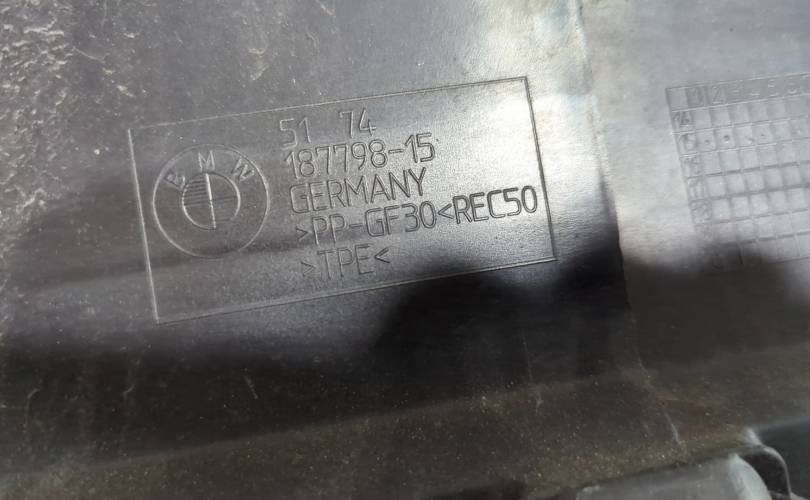 51 74
187798-15
BMW
GERMANY
>PP-GF30<REC50
>TPE<